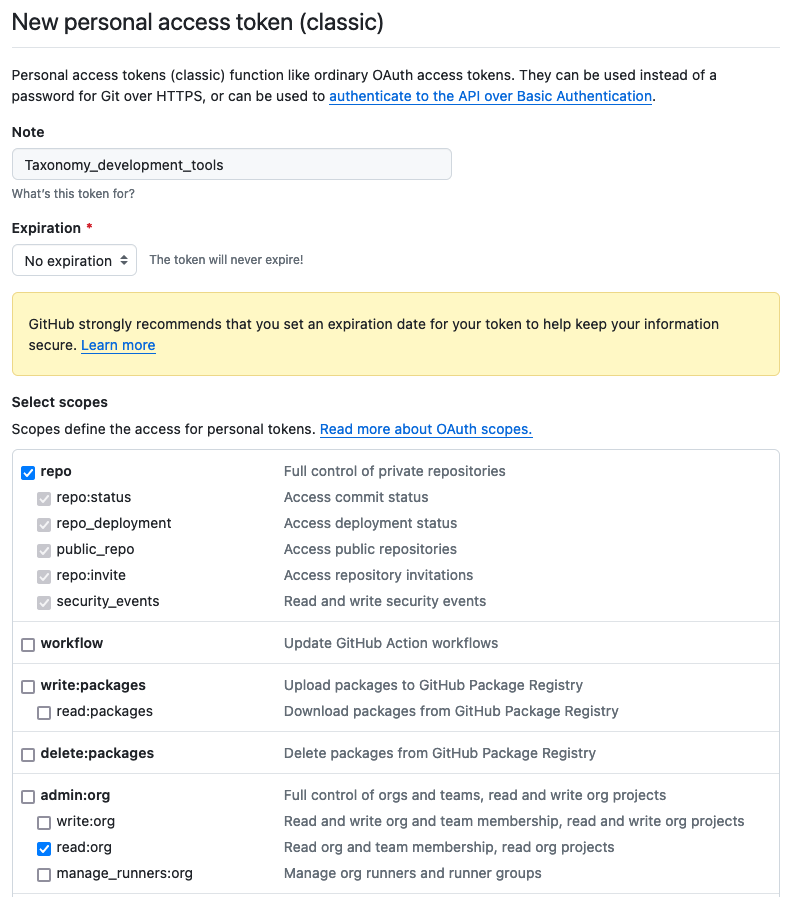 New personal access token (classic)
Personal access tokens (classic) function like ordinary OAuth access tokens. They can be used instead of a
password for Git over HTTPS, or can be used to authenticate to the API over Basic Authentication.
Note
Taxonomy_development_tools
What's this token for?
Expiration *
No expiration The token will never expire!
GitHub strongly recommends that you set an expiration date for your token to help keep your information
secure. Learn more
Select scopes
Scopes define the access for personal tokens. Read more about OAuth scopes.
repo Full control of private repositories
repo:status Access commit status
repo_deployment Access deployment status
public_repo Access public repositories
repo:invite Access repository invitations
security_events Read and write security events
workflow Update GitHub Action workflows
write:packages Upload packages to GitHub Package Registry
read:packages Download packages from GitHub Package Registry
delete:packages Delete packages from GitHub Package Registry
admin:org Full control of orgs and teams, read and write org projects
write:org Read and write org and team membership, read and write org projects
read:org Read org and team membership, read org projects
manage_runners:org Manage org runners and runner groups